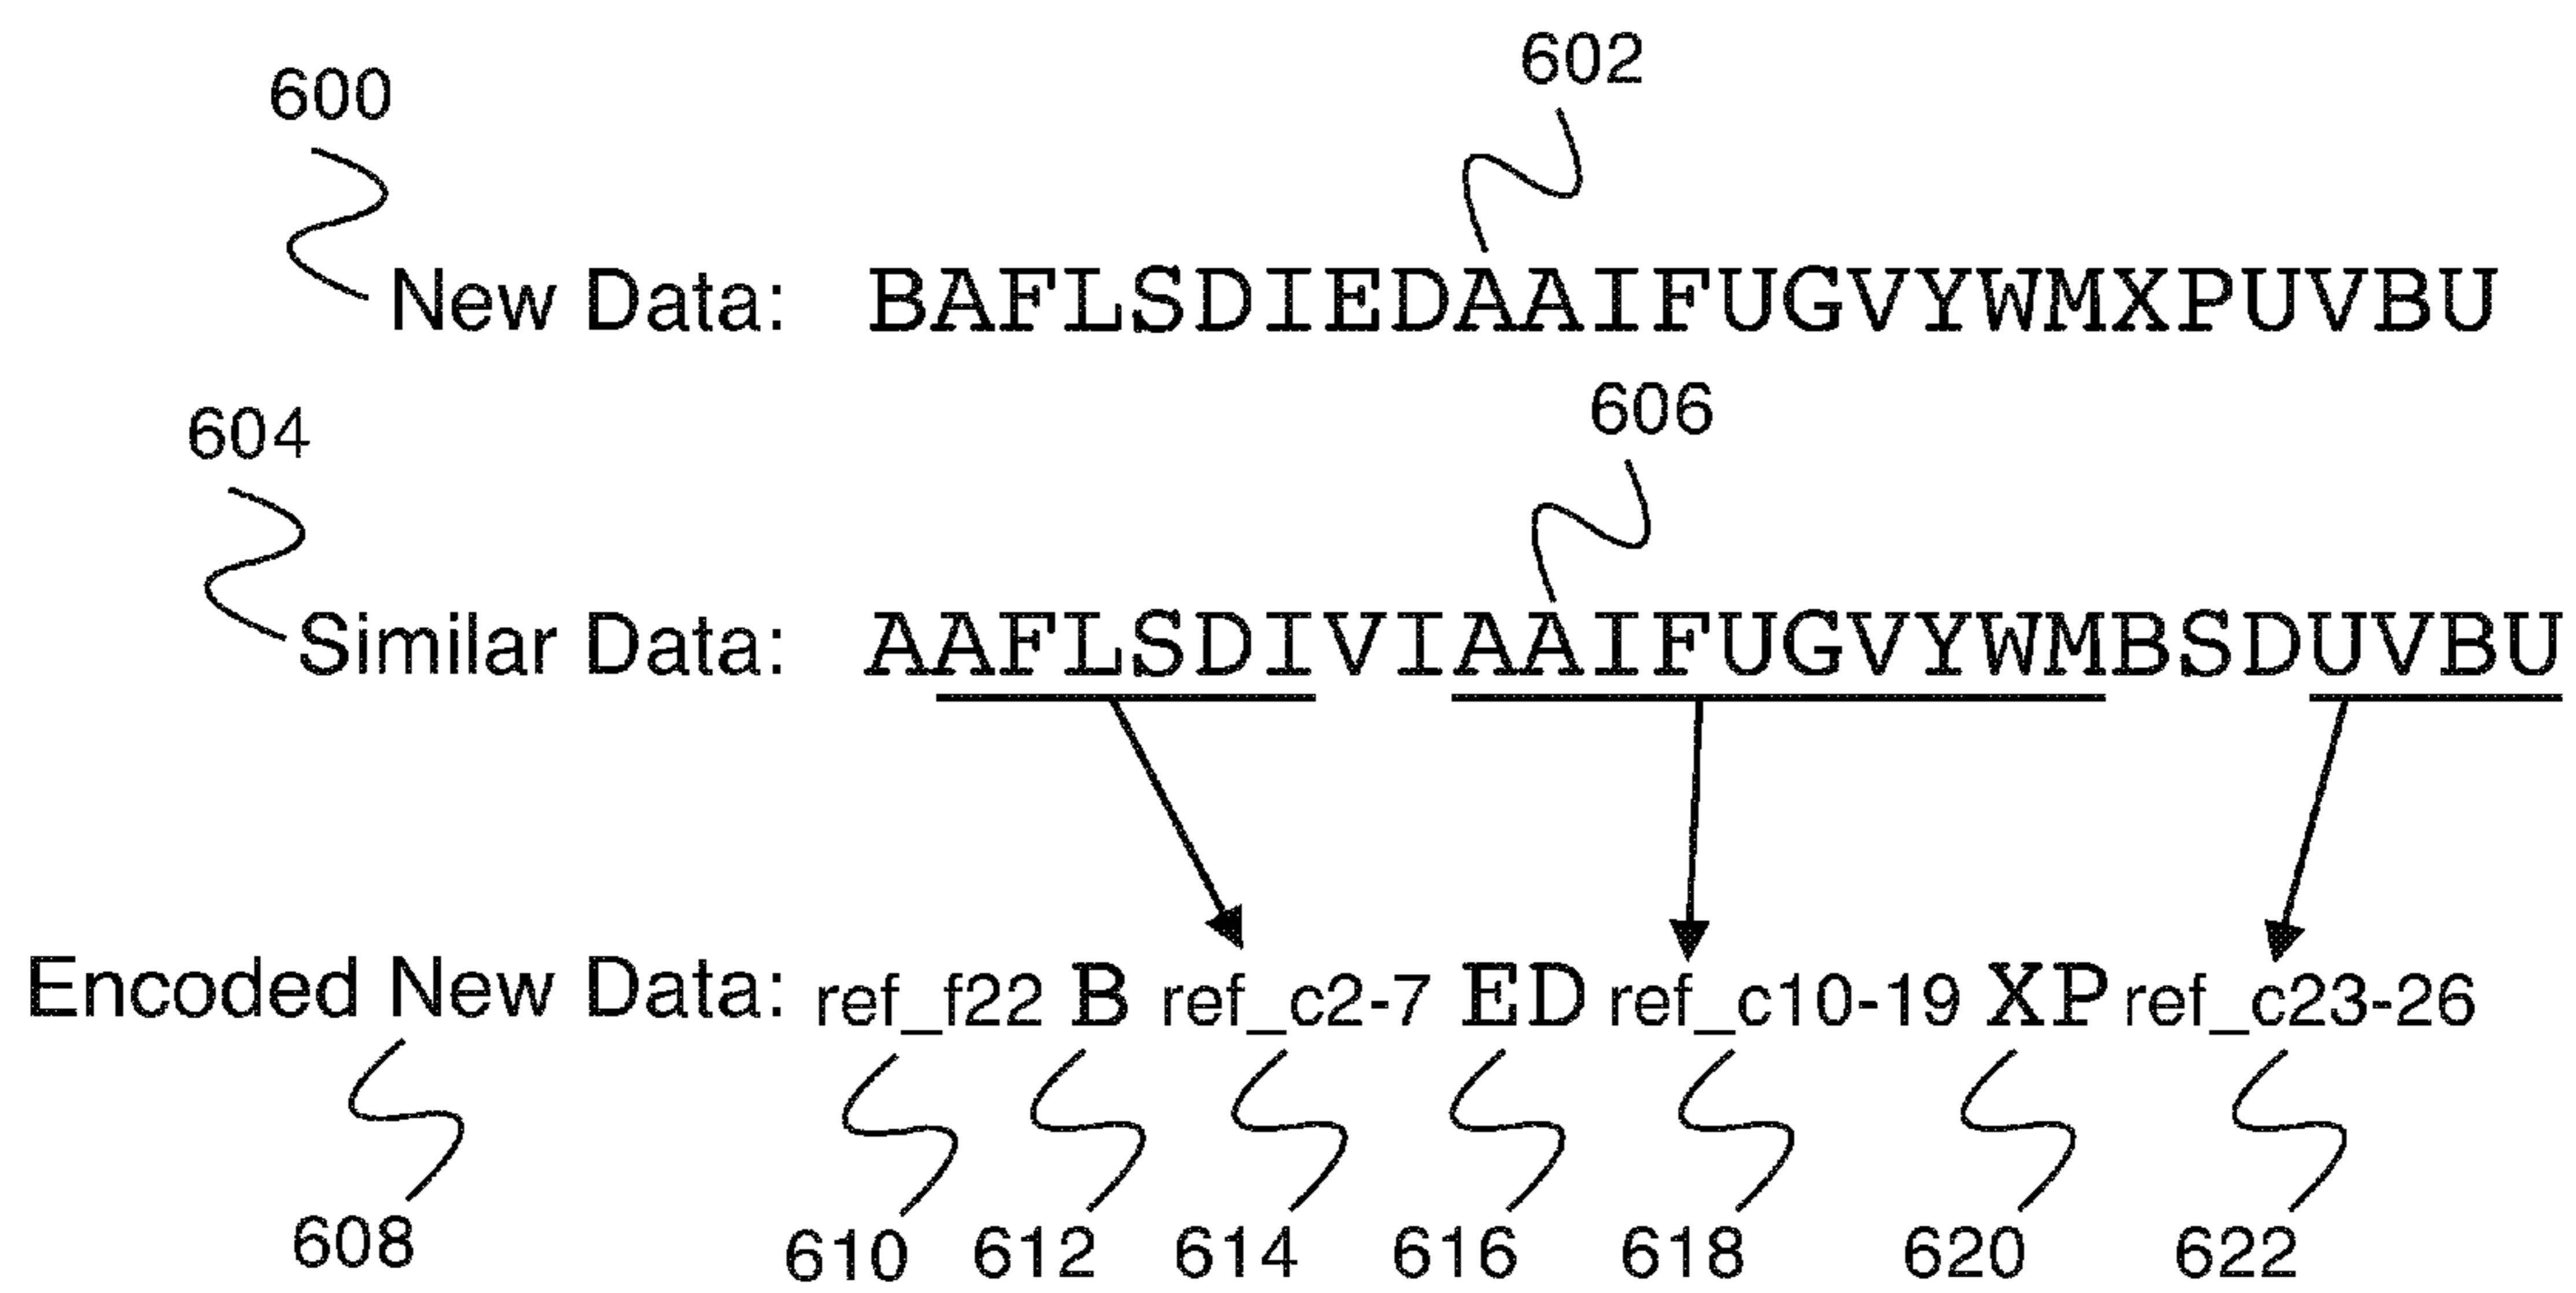 600
602
New Data: BAFLSDIEDAAIFUGVYWMXPUVBU
604
606
Similar Data: AAFLSDIVIAAIFUGVYWMBSDUVBU
Encoded New Data: ref_f22 B ref_c2-7 ED ref_c10-19 XP ref_c23-26
608 610 612 614 616 618 620 622